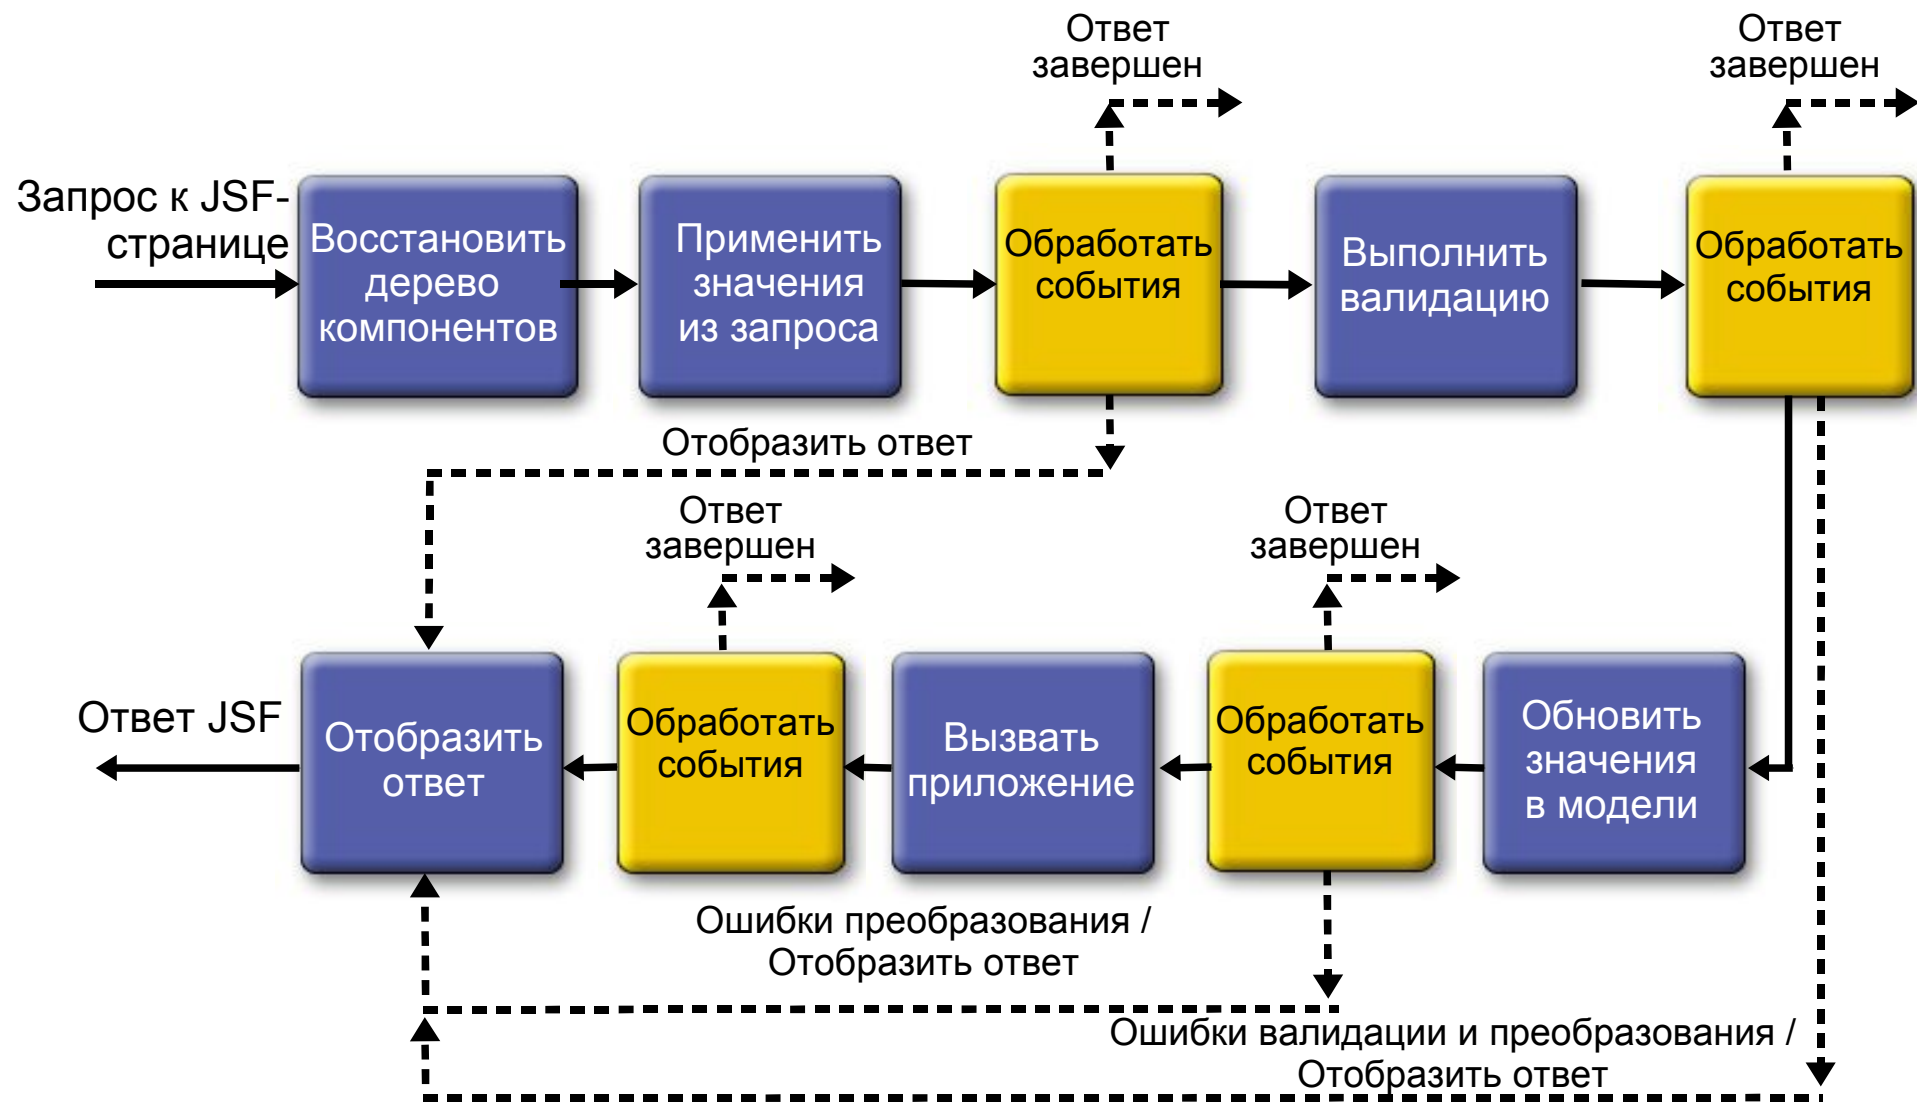 Ответ
завершен
Ответ
завершен
Запрос к JSF-
странице
Восстановить
дерево
компонентов
Применить
значения
из запроса
Обработать
события
Выполнить
валидацию
Обработать
события
Отобразить ответ
Ответ
завершен
Ответ
завершен
Ответ JSF
Отобразить
ответ
Обработать
события
Вызвать
приложение
Обработать
события
Обновить
значения
в модели
Ошибки преобразования /
Отобразить ответ
Ошибки валидации и преобразования /
Отобразить ответ